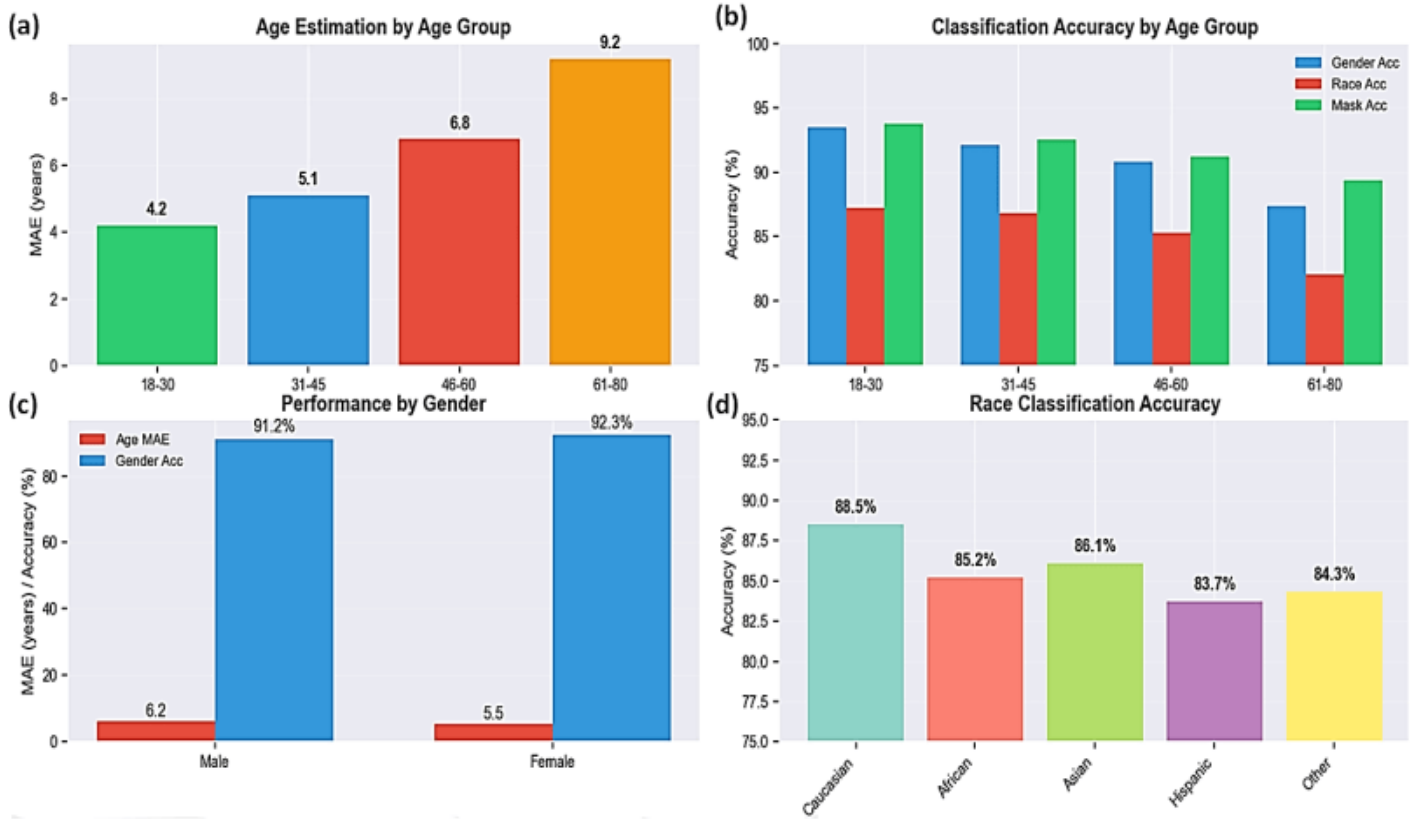 (a)
Age Estimation by Age Group
MAE (years)
8
6
4
2
0
4.2
5.1
6.8
9.2
18-30
31-45
46-60
61-80
(b)
Classification Accuracy by Age Group
Accuracy (%)
100
95
90
85
80
75
Gender Acc
Race Acc
Mask Acc
18-30
31-45
46-60
61-80
(c)
Performance by Gender
MAE (years) / Accuracy (%)
80
60
40
20
0
Age MAE
Gender Acc
6.2
91.2%
5.5
92.3%
Male
Female
(d)
Race Classification Accuracy
Accuracy (%)
95.0
92.5
90.0
87.5
85.0
82.5
80.0
77.5
75.0
88.5%
85.2%
86.1%
83.7%
84.3%
Caucasian
African
Asian
Hispanic
Other